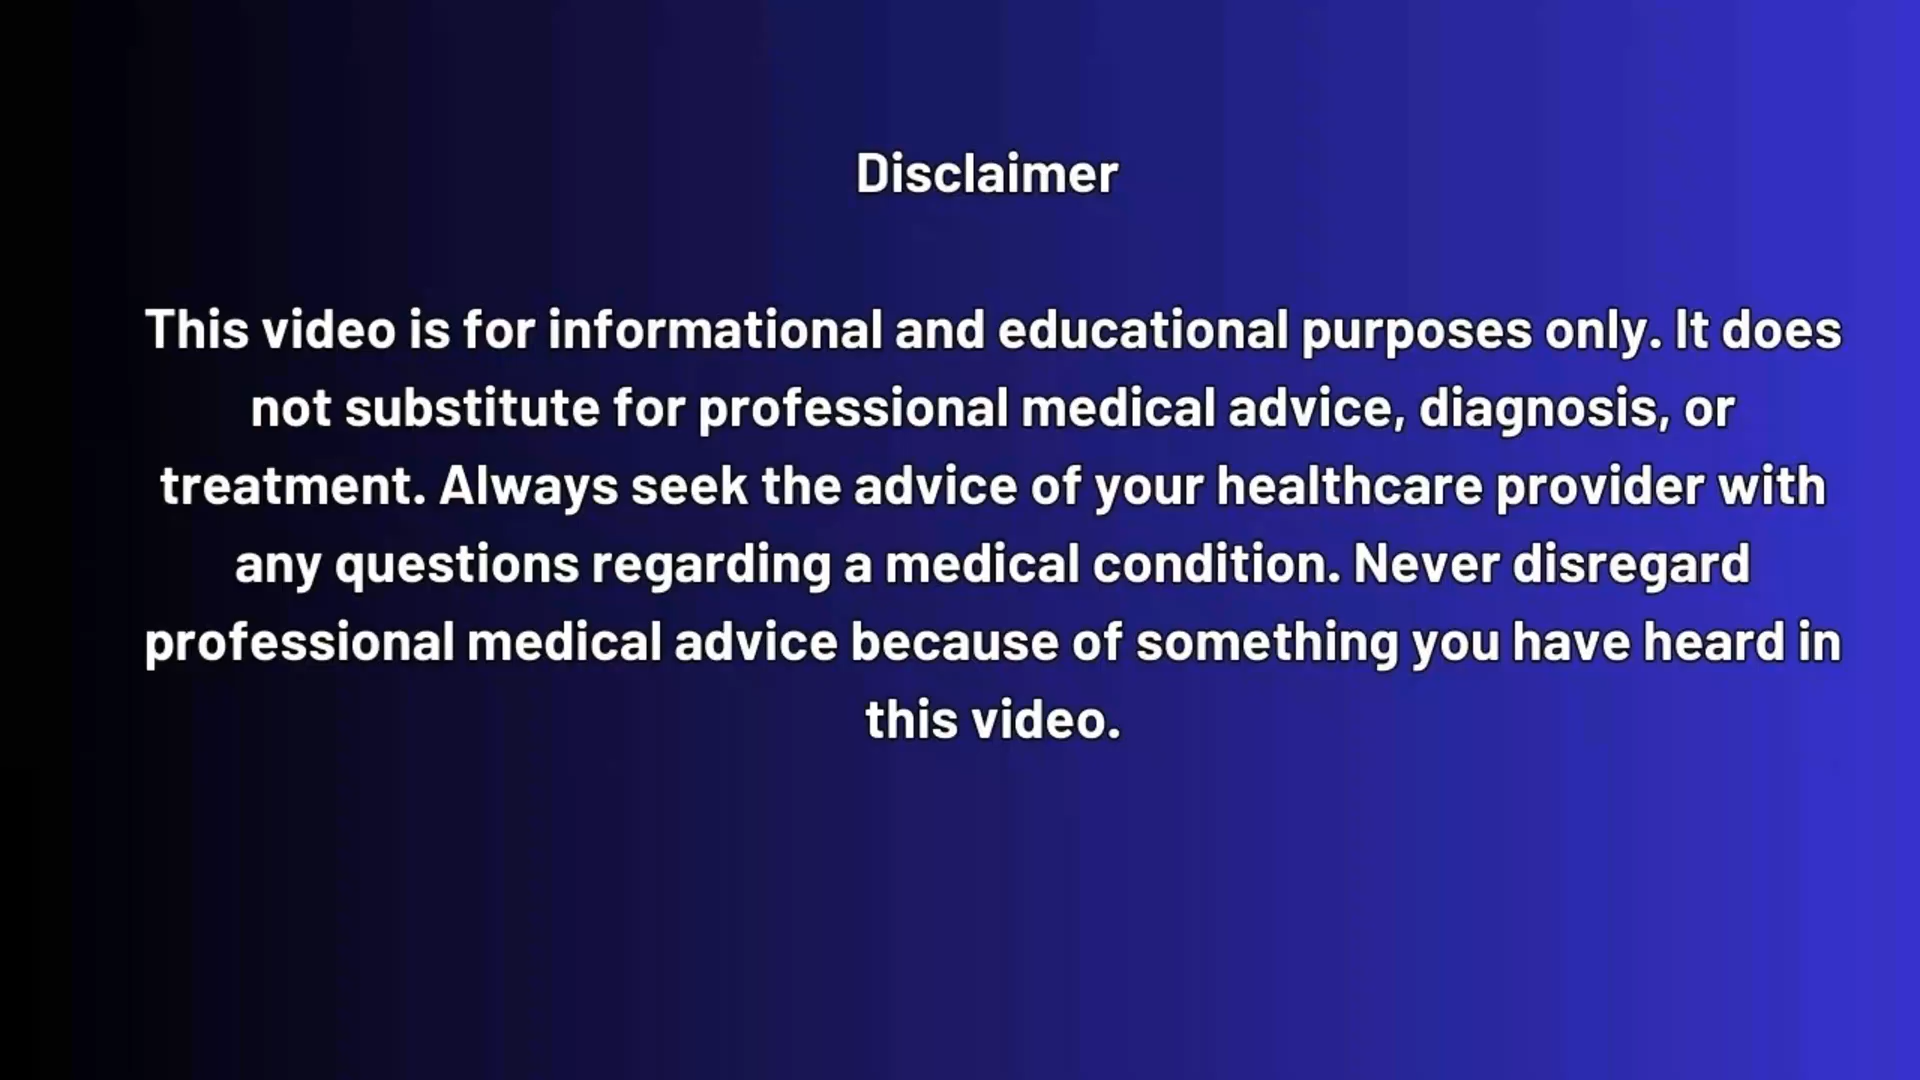 Disclaimer
This video is for informational and educational purposes only. It does
not substitute for professional medical advice, diagnosis, or
treatment. Always seek the advice of your healthcare provider with
any questions regarding a medical condition. Never disregard
professional medical advice because of something you have heard in
this video.